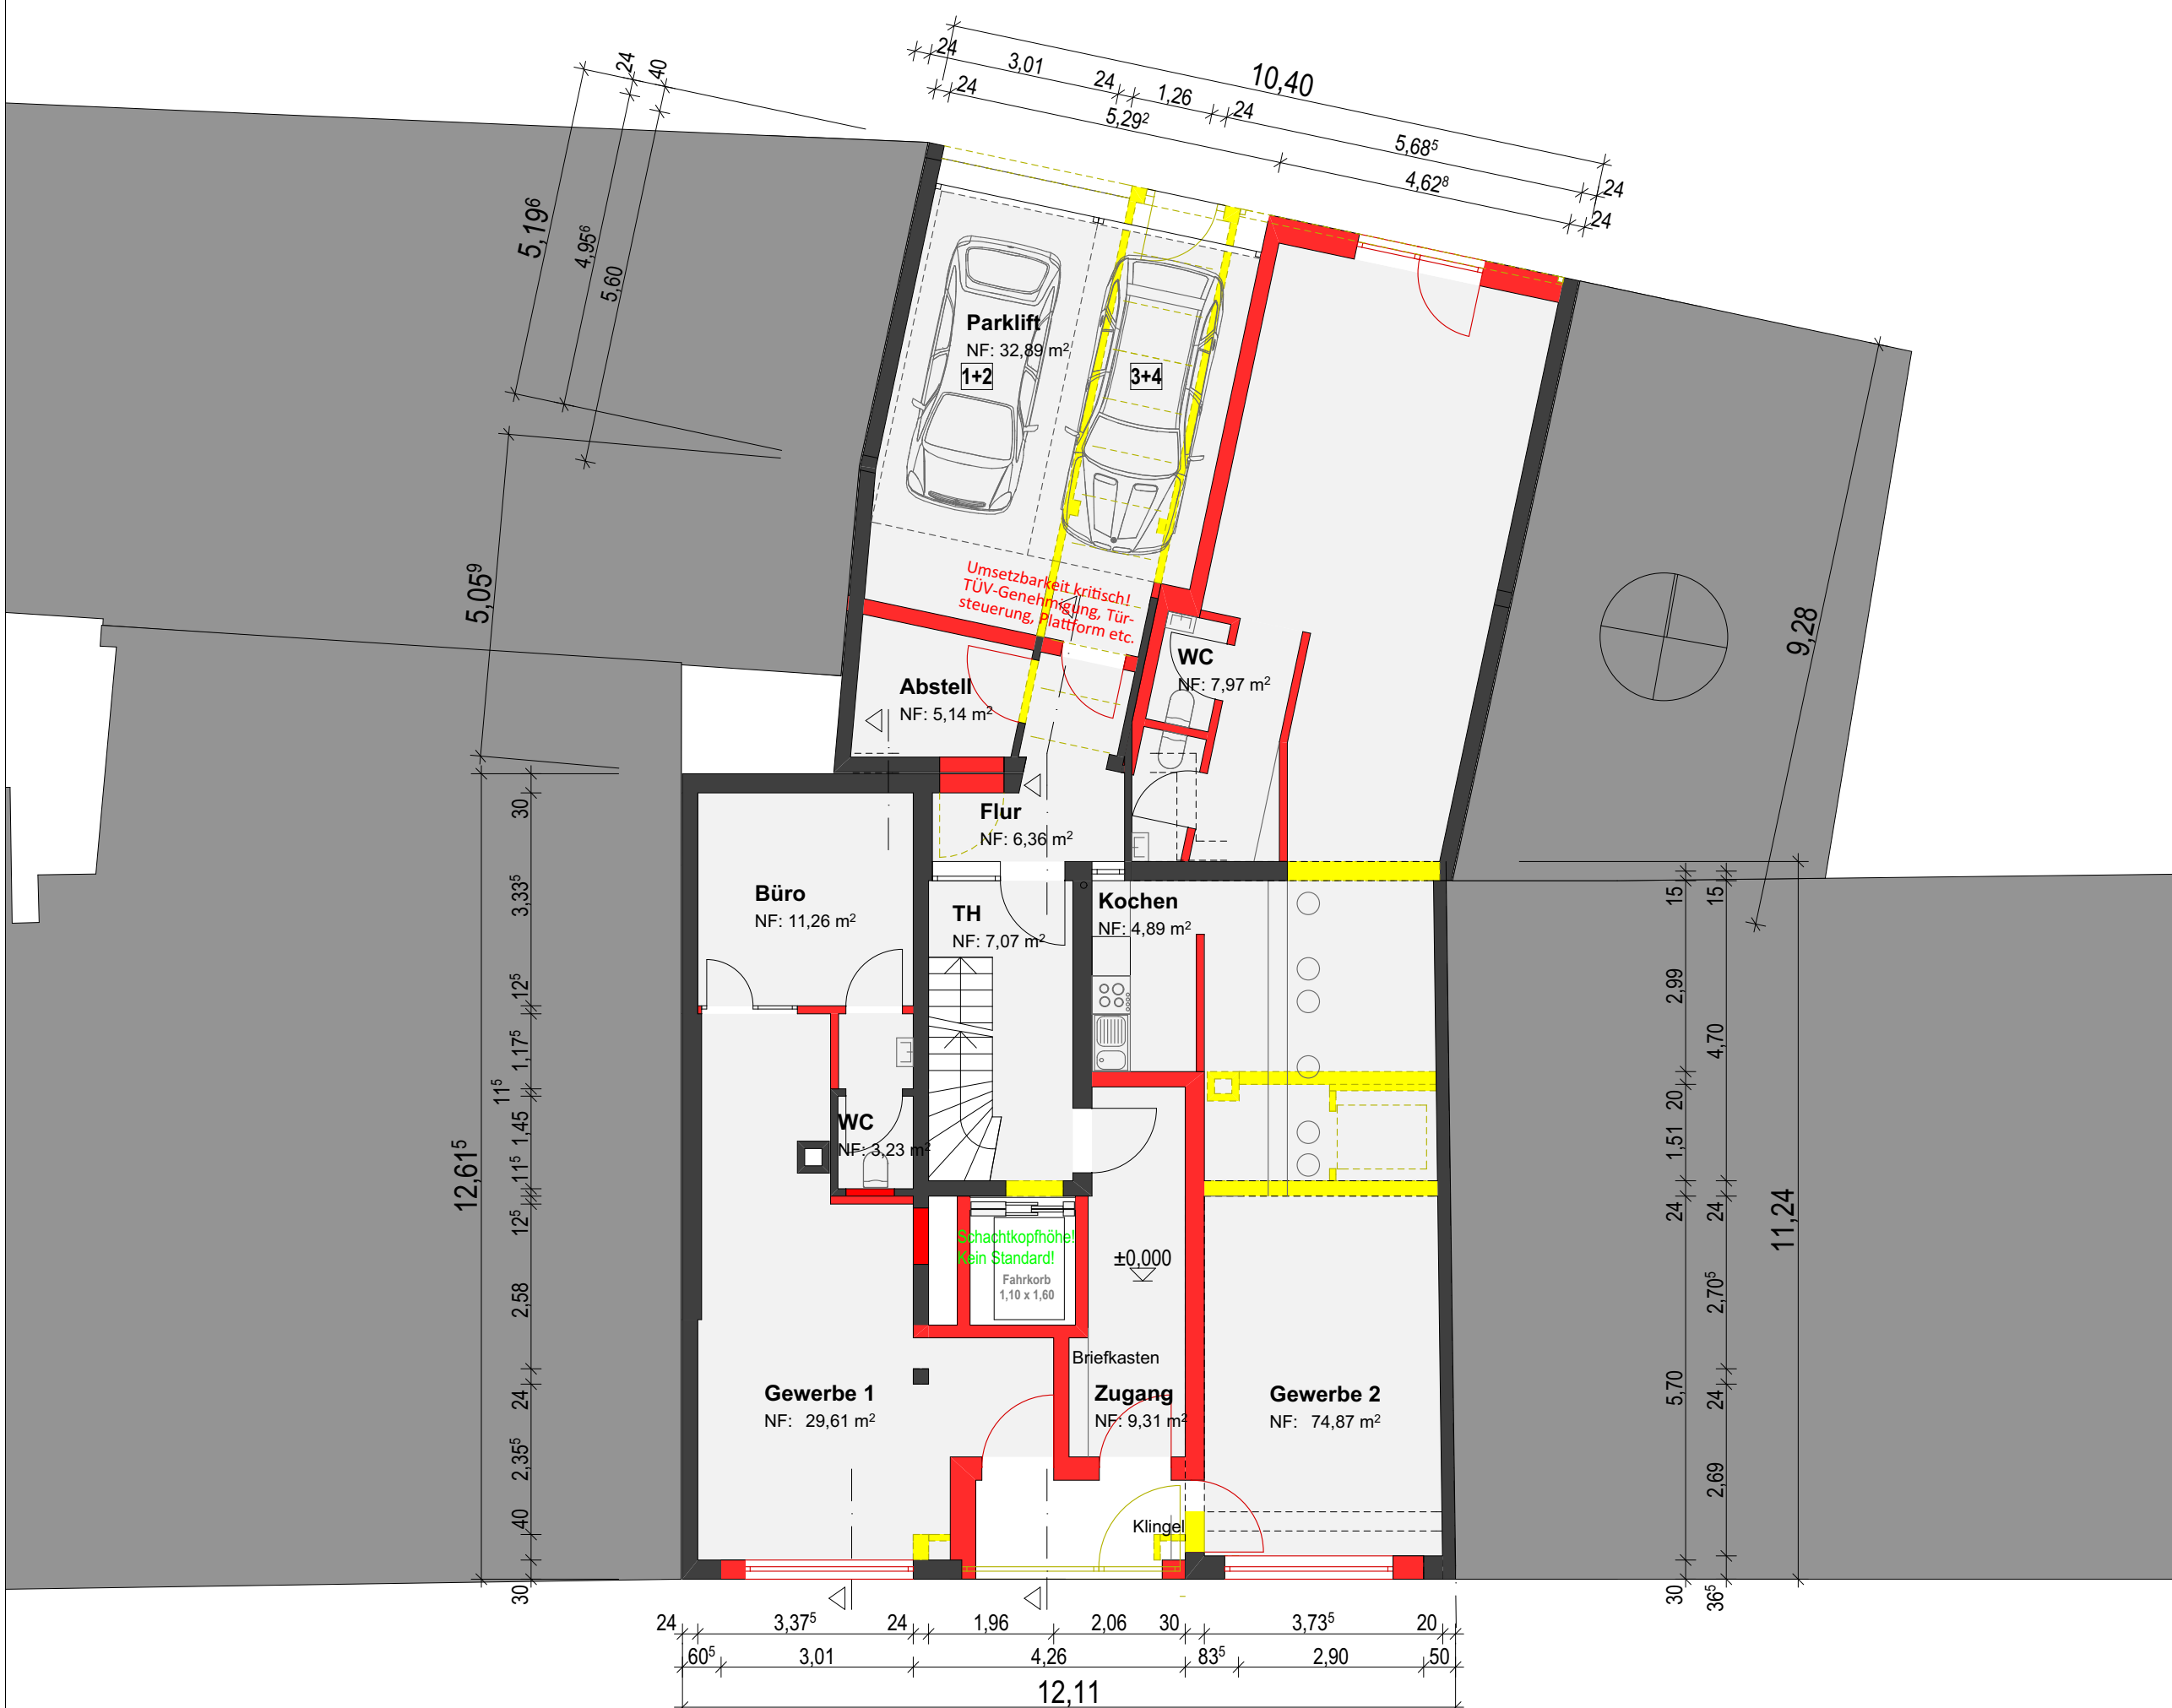 24
3,01
24
1,26
24
10,40
24
5,29²
5,68⁵
24
4,62⁸
24
24
40
5,19⁶
4,95⁶
5,60
5,05⁹
Parklift
NF: 32,89 m²
1+2
3+4
Umsetzbarkeit kritisch!
TÜV-Genehmigung, Tür-
steuerung, Plattform etc.
WC
NF: 7,97 m²
Abstell
NF: 5,14 m²
9,28
Flur
NF: 6,36 m²
Büro
NF: 11,26 m²
TH
NF: 7,07 m²
Kochen
NF: 4,89 m²
WC
NF: 3,23 m²
Schachtkopfhöhe!
Kein Standard!
Fahrkorb
1,10 x 1,60
±0,000
Briefkasten
Gewerbe 1
NF: 29,61 m²
Zugang
NF: 9,31 m²
Gewerbe 2
NF: 74,87 m²
Klingel
12,61⁵
30
3,33⁵
12⁵
1,17⁵
11⁵
1,45
11⁵
12⁵
2,58
24
2,35⁵
40
30
15
2,99
20
1,51
24
5,70
30
15
4,70
24
2,70⁵
24
2,69
36⁵
11,24
24
3,37⁵
24
1,96
2,06
30
3,73⁵
20
60⁵
3,01
4,26
83⁵
2,90
50
12,11